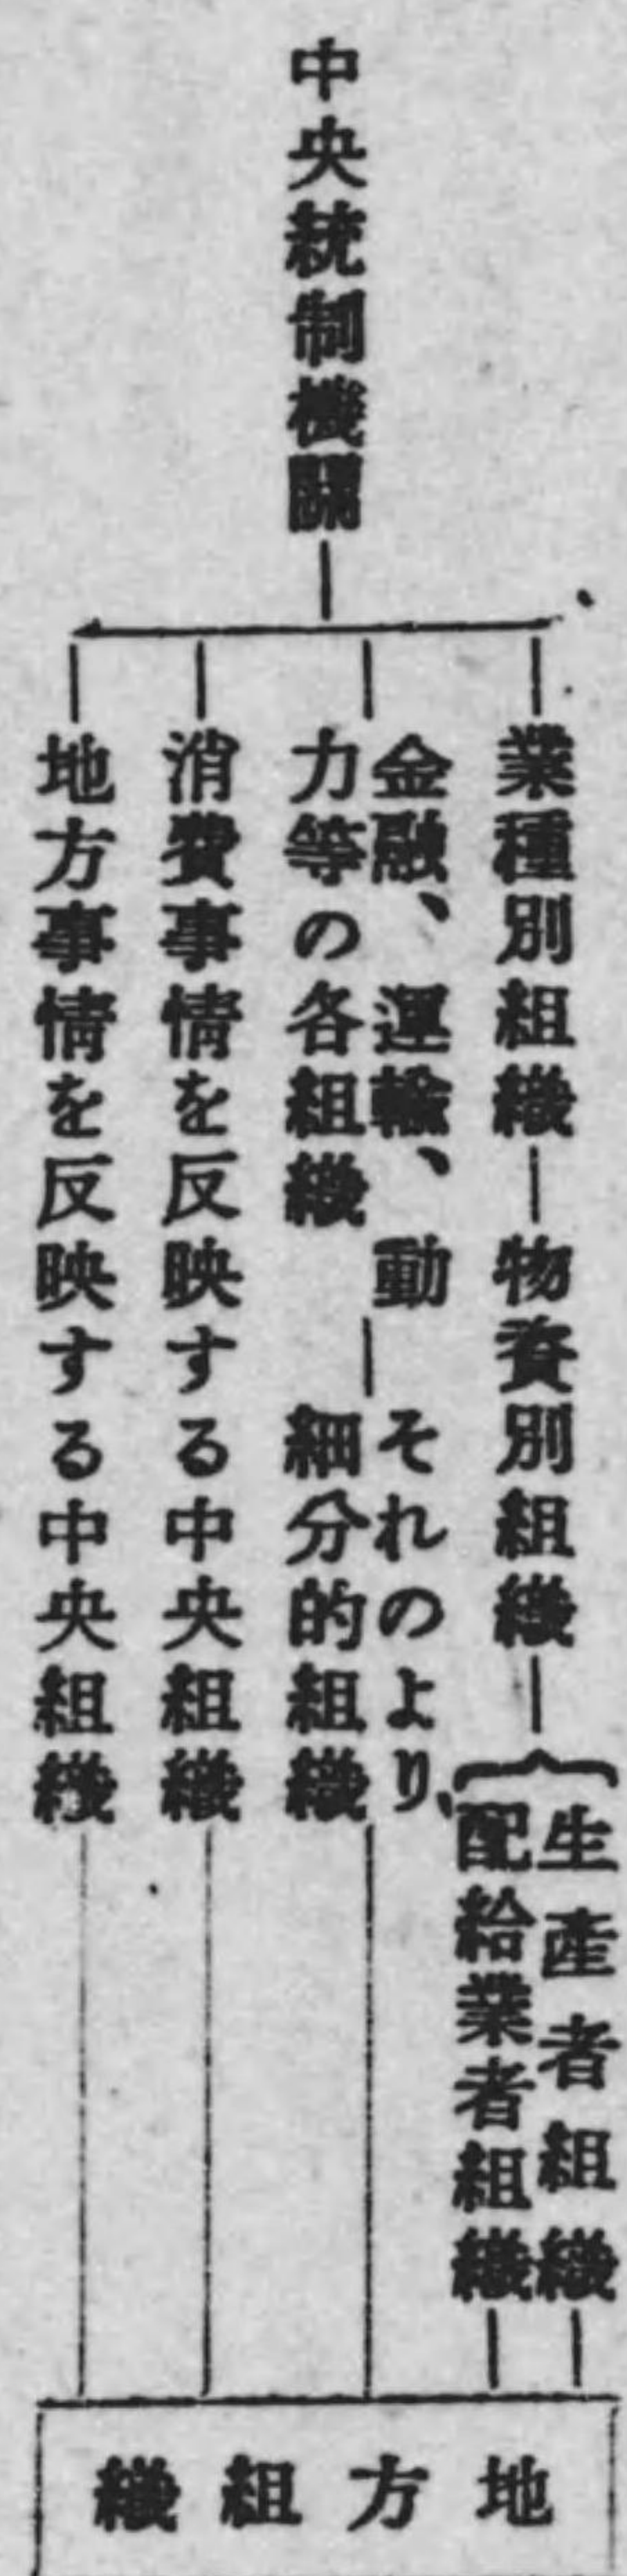 中央統制機關
業種別組織
物資別組織
生產者組織
配給業者組織
金融、運輸、動
力等の各組織
それのより、
細分的組織
消費事情を反映する中央組織
地方事情を反映する中央組織
地方組織